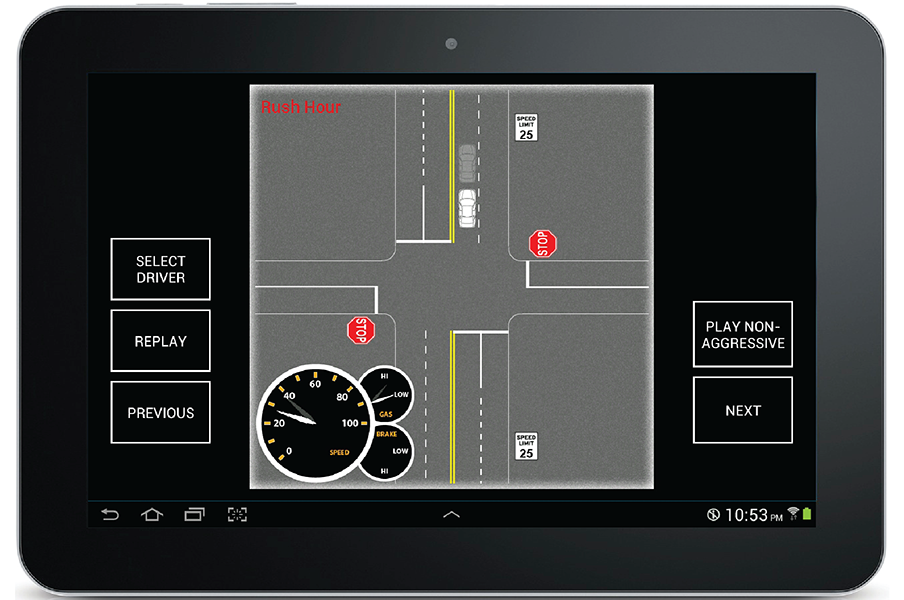 Rush Hour
SPEED
LIMIT
25
STOP
SELECT
DRIVER
REPLAY
PREVIOUS
STOP
PLAY NON-
AGGRESSIVE
NEXT
0
20
40
60
80
100
SPEED
HI
LOW
GAS
BRAKE
LOW
HI
SPEED
LIMIT
25
10:53 PM